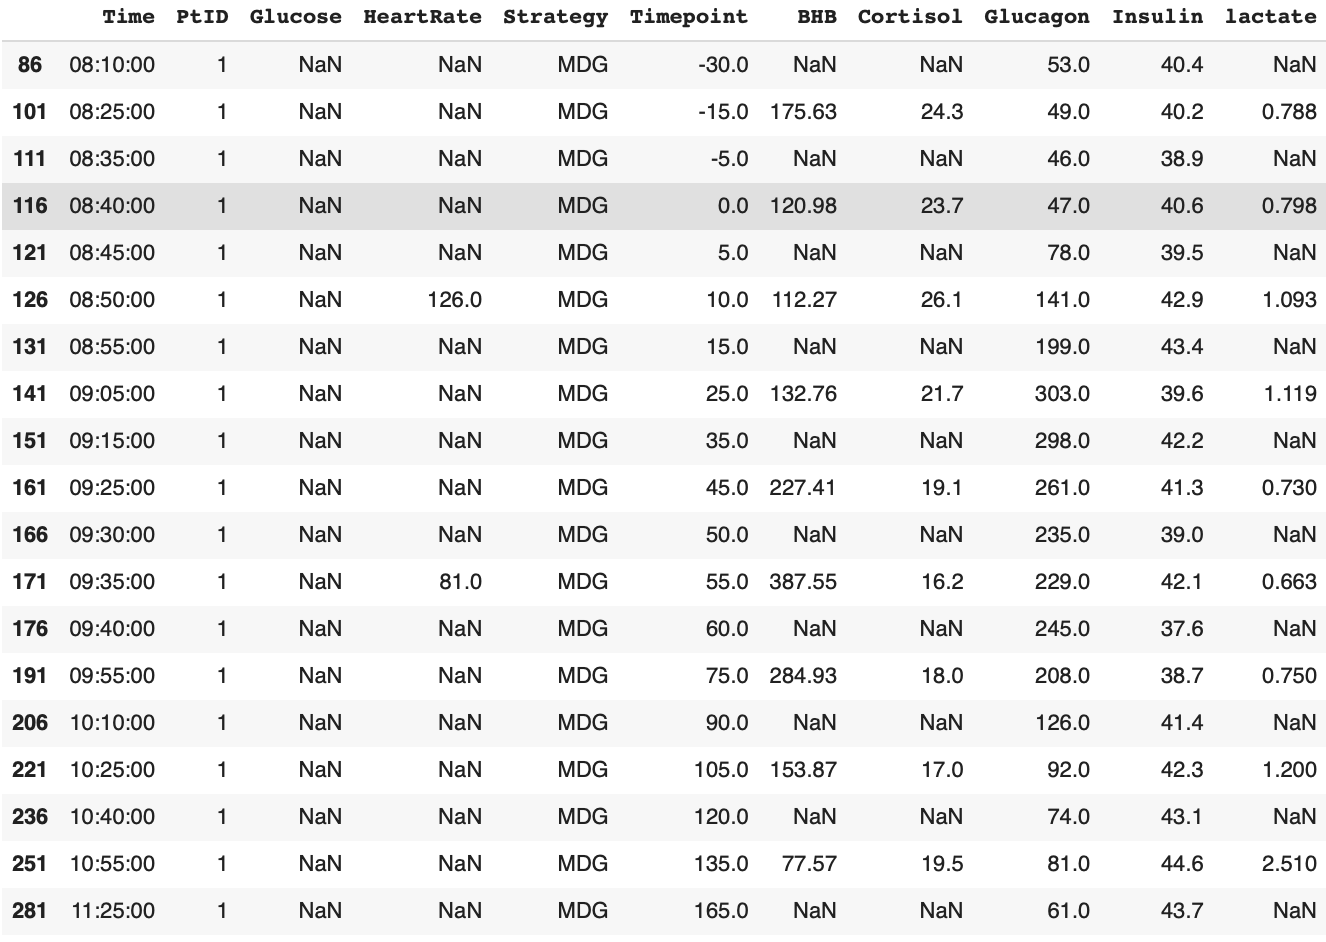 Time PtID Glucose HeartRate Strategy Timepoint BHB Cortisol Glucagon Insulin lactate
86 08:10:00 1 NaN NaN MDG -30.0 NaN NaN 53.0 40.4 NaN
101 08:25:00 1 NaN NaN MDG -15.0 175.63 24.3 49.0 40.2 0.788
111 08:35:00 1 NaN NaN MDG -5.0 NaN NaN 46.0 38.9 NaN
116 08:40:00 1 NaN NaN MDG 0.0 120.98 23.7 47.0 40.6 0.798
121 08:45:00 1 NaN NaN MDG 5.0 NaN NaN 78.0 39.5 NaN
126 08:50:00 1 NaN 126.0 MDG 10.0 112.27 26.1 141.0 42.9 1.093
131 08:55:00 1 NaN NaN MDG 15.0 NaN NaN 199.0 43.4 NaN
141 09:05:00 1 NaN NaN MDG 25.0 132.76 21.7 303.0 39.6 1.119
151 09:15:00 1 NaN NaN MDG 35.0 NaN NaN 298.0 42.2 NaN
161 09:25:00 1 NaN NaN MDG 45.0 227.41 19.1 261.0 41.3 0.730
166 09:30:00 1 NaN NaN MDG 50.0 NaN NaN 235.0 39.0 NaN
171 09:35:00 1 NaN 81.0 MDG 55.0 387.55 16.2 229.0 42.1 0.663
176 09:40:00 1 NaN NaN MDG 60.0 NaN NaN 245.0 37.6 NaN
191 09:55:00 1 NaN NaN MDG 75.0 284.93 18.0 208.0 38.7 0.750
206 10:10:00 1 NaN NaN MDG 90.0 NaN NaN 126.0 41.4 NaN
221 10:25:00 1 NaN NaN MDG 105.0 153.87 17.0 92.0 42.3 1.200
236 10:40:00 1 NaN NaN MDG 120.0 NaN NaN 74.0 43.1 NaN
251 10:55:00 1 NaN NaN MDG 135.0 77.57 19.5 81.0 44.6 2.510
281 11:25:00 1 NaN NaN MDG 165.0 NaN NaN 61.0 43.7 NaN